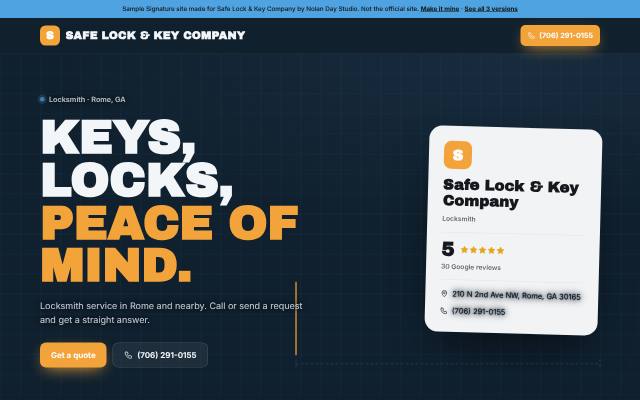 Sample Signature site made for Safe Lock & Key Company by Nolan Day Studio. Not the official site. Make it mine · See all 3 versions
S SAFE LOCK & KEY COMPANY
(706) 291-0155
Locksmith · Rome, GA
KEYS,
LOCKS,
PEACE OF
MIND.
Locksmith service in Rome and nearby. Call or send a request
and get a straight answer.
Get a quote
(706) 291-0155
S
Safe Lock & Key
Company
Locksmith
5
30 Google reviews
210 N 2nd Ave NW, Rome, GA 30165
(706) 291-0155